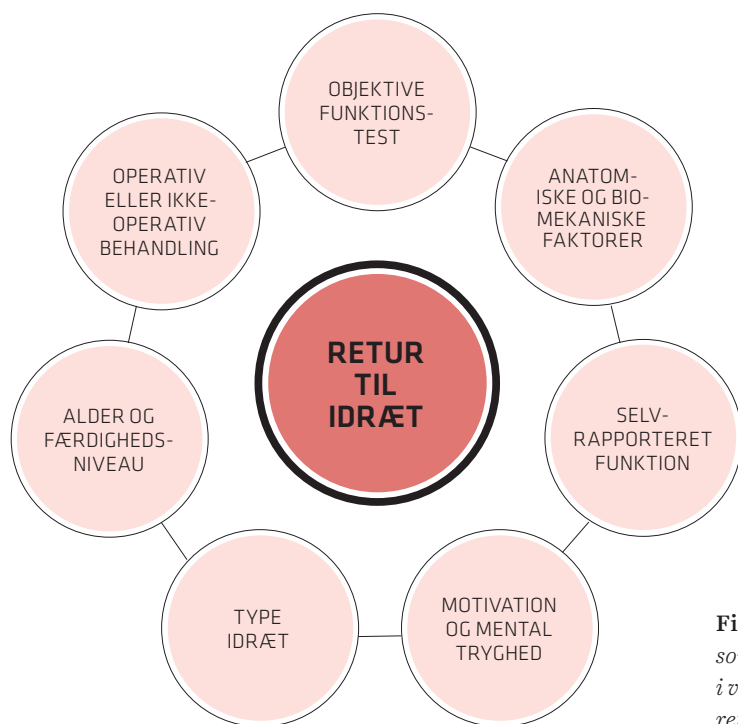 OBJEKTIVE
FUNKTIONS-
TEST
ANATOM-
ISKE OG BIO-
MEKANISKE
FAKTORER
SELV-
RAPPORTERET
FUNKTION
MOTIVATION
OG MENTAL
TRYGHED
TYPE
IDRÆT
ALDER OG
FÆRDIGHEDS-
NIVEAU
OPERATIV
ELLER IKKE-
OPERATIV
BEHANDLING
RETUR
TIL
IDRÆT